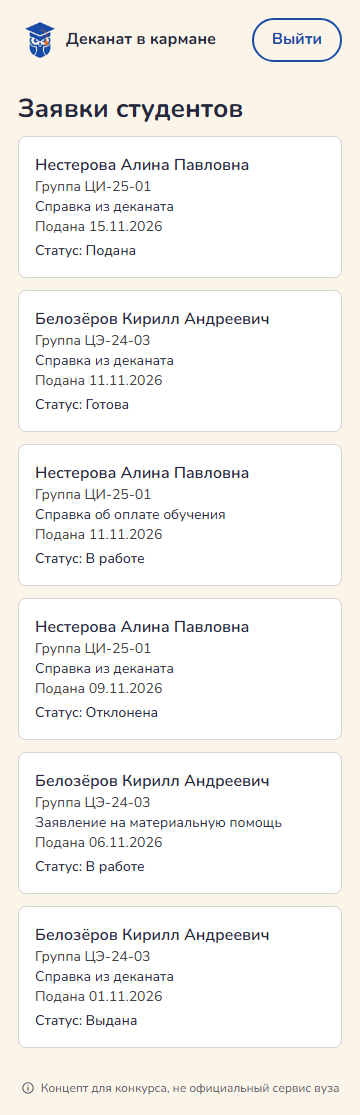 Деканат в кармане
Выйти
Заявки студентов
Нестерова Алина Павловна
Группа ЦИ-25-01
Справка из деканата
Подана 15.11.2026
Статус: Подана
Белозёров Кирилл Андреевич
Группа ЦЭ-24-03
Справка из деканата
Подана 11.11.2026
Статус: Готова
Нестерова Алина Павловна
Группа ЦИ-25-01
Справка об оплате обучения
Подана 11.11.2026
Статус: В работе
Нестерова Алина Павловна
Группа ЦИ-25-01
Справка из деканата
Подана 09.11.2026
Статус: Отклонена
Белозёров Кирилл Андреевич
Группа ЦЭ-24-03
Заявление на материальную помощь
Подана 06.11.2026
Статус: В работе
Белозёров Кирилл Андреевич
Группа ЦЭ-24-03
Справка из деканата
Подана 01.11.2026
Статус: Выдана
Концепт для конкурса, не официальный сервис вуза